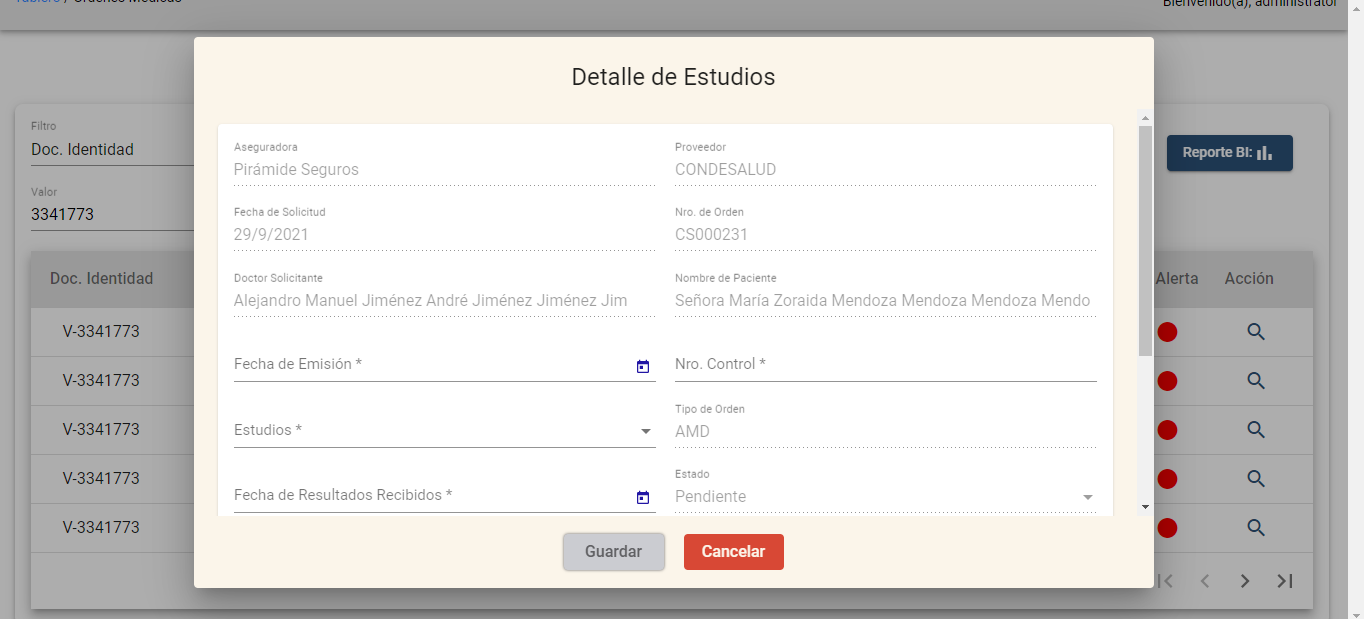 Tablero / Órdenes Médicas
Bienvenido(a), administrator
Detalle de Estudios
Filtro
Doc. Identidad
Valor
3341773
Reporte BI:
Aseguradora
Pirámide Seguros
Proveedor
CONDESALUD
Fecha de Solicitud
29/9/2021
Nro. de Orden
CS000231
Doctor Solicitante
Alejandro Manuel Jiménez André Jiménez Jiménez Jim
Nombre de Paciente
Señora María Zoraida Mendoza Mendoza Mendoza Mendo
Fecha de Emisión *
Nro. Control *
Estudios *
Tipo de Orden
AMD
Fecha de Resultados Recibidos *
Estado
Pendiente
Guardar
Cancelar
Doc. Identidad
Alerta
Acción
V-3341773
V-3341773
V-3341773
V-3341773
V-3341773